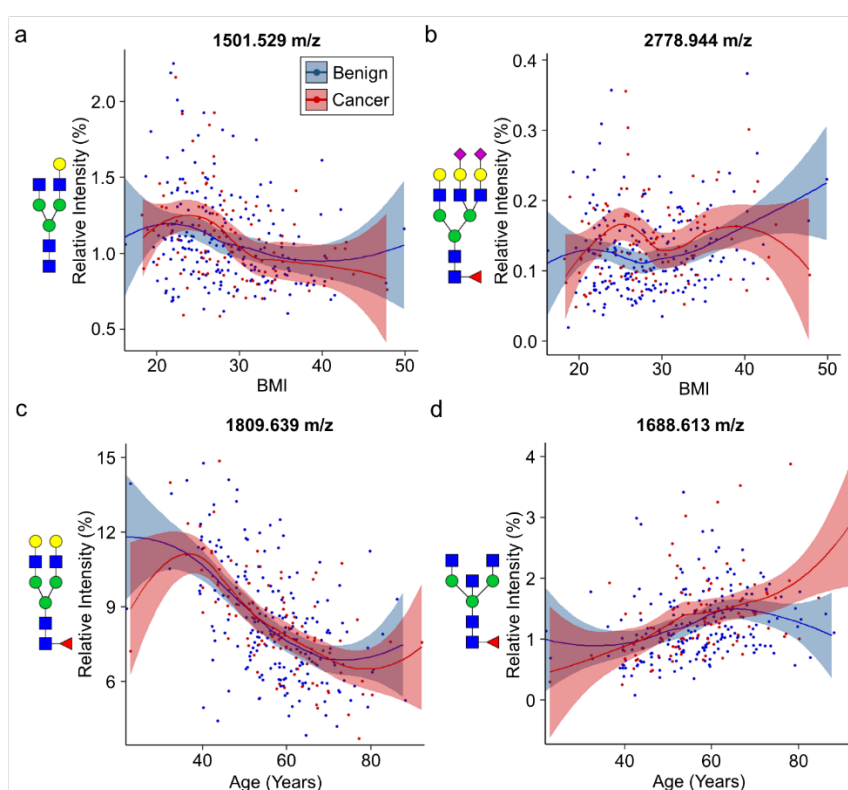 a
1501.529 m/z
Relative Intensity (%)
2.0
1.5
1.0
0.5
20
30
40
50
BMI
Benign
Cancer
b
2778.944 m/z
Relative Intensity (%)
0.4
0.3
0.2
0.1
0.0
20
30
40
50
BMI
c
1809.639 m/z
Relative Intensity (%)
15
12
9
6
40
60
80
Age (Years)
d
1688.613 m/z
Relative Intensity (%)
4
3
2
1
0
40
60
80
Age (Years)